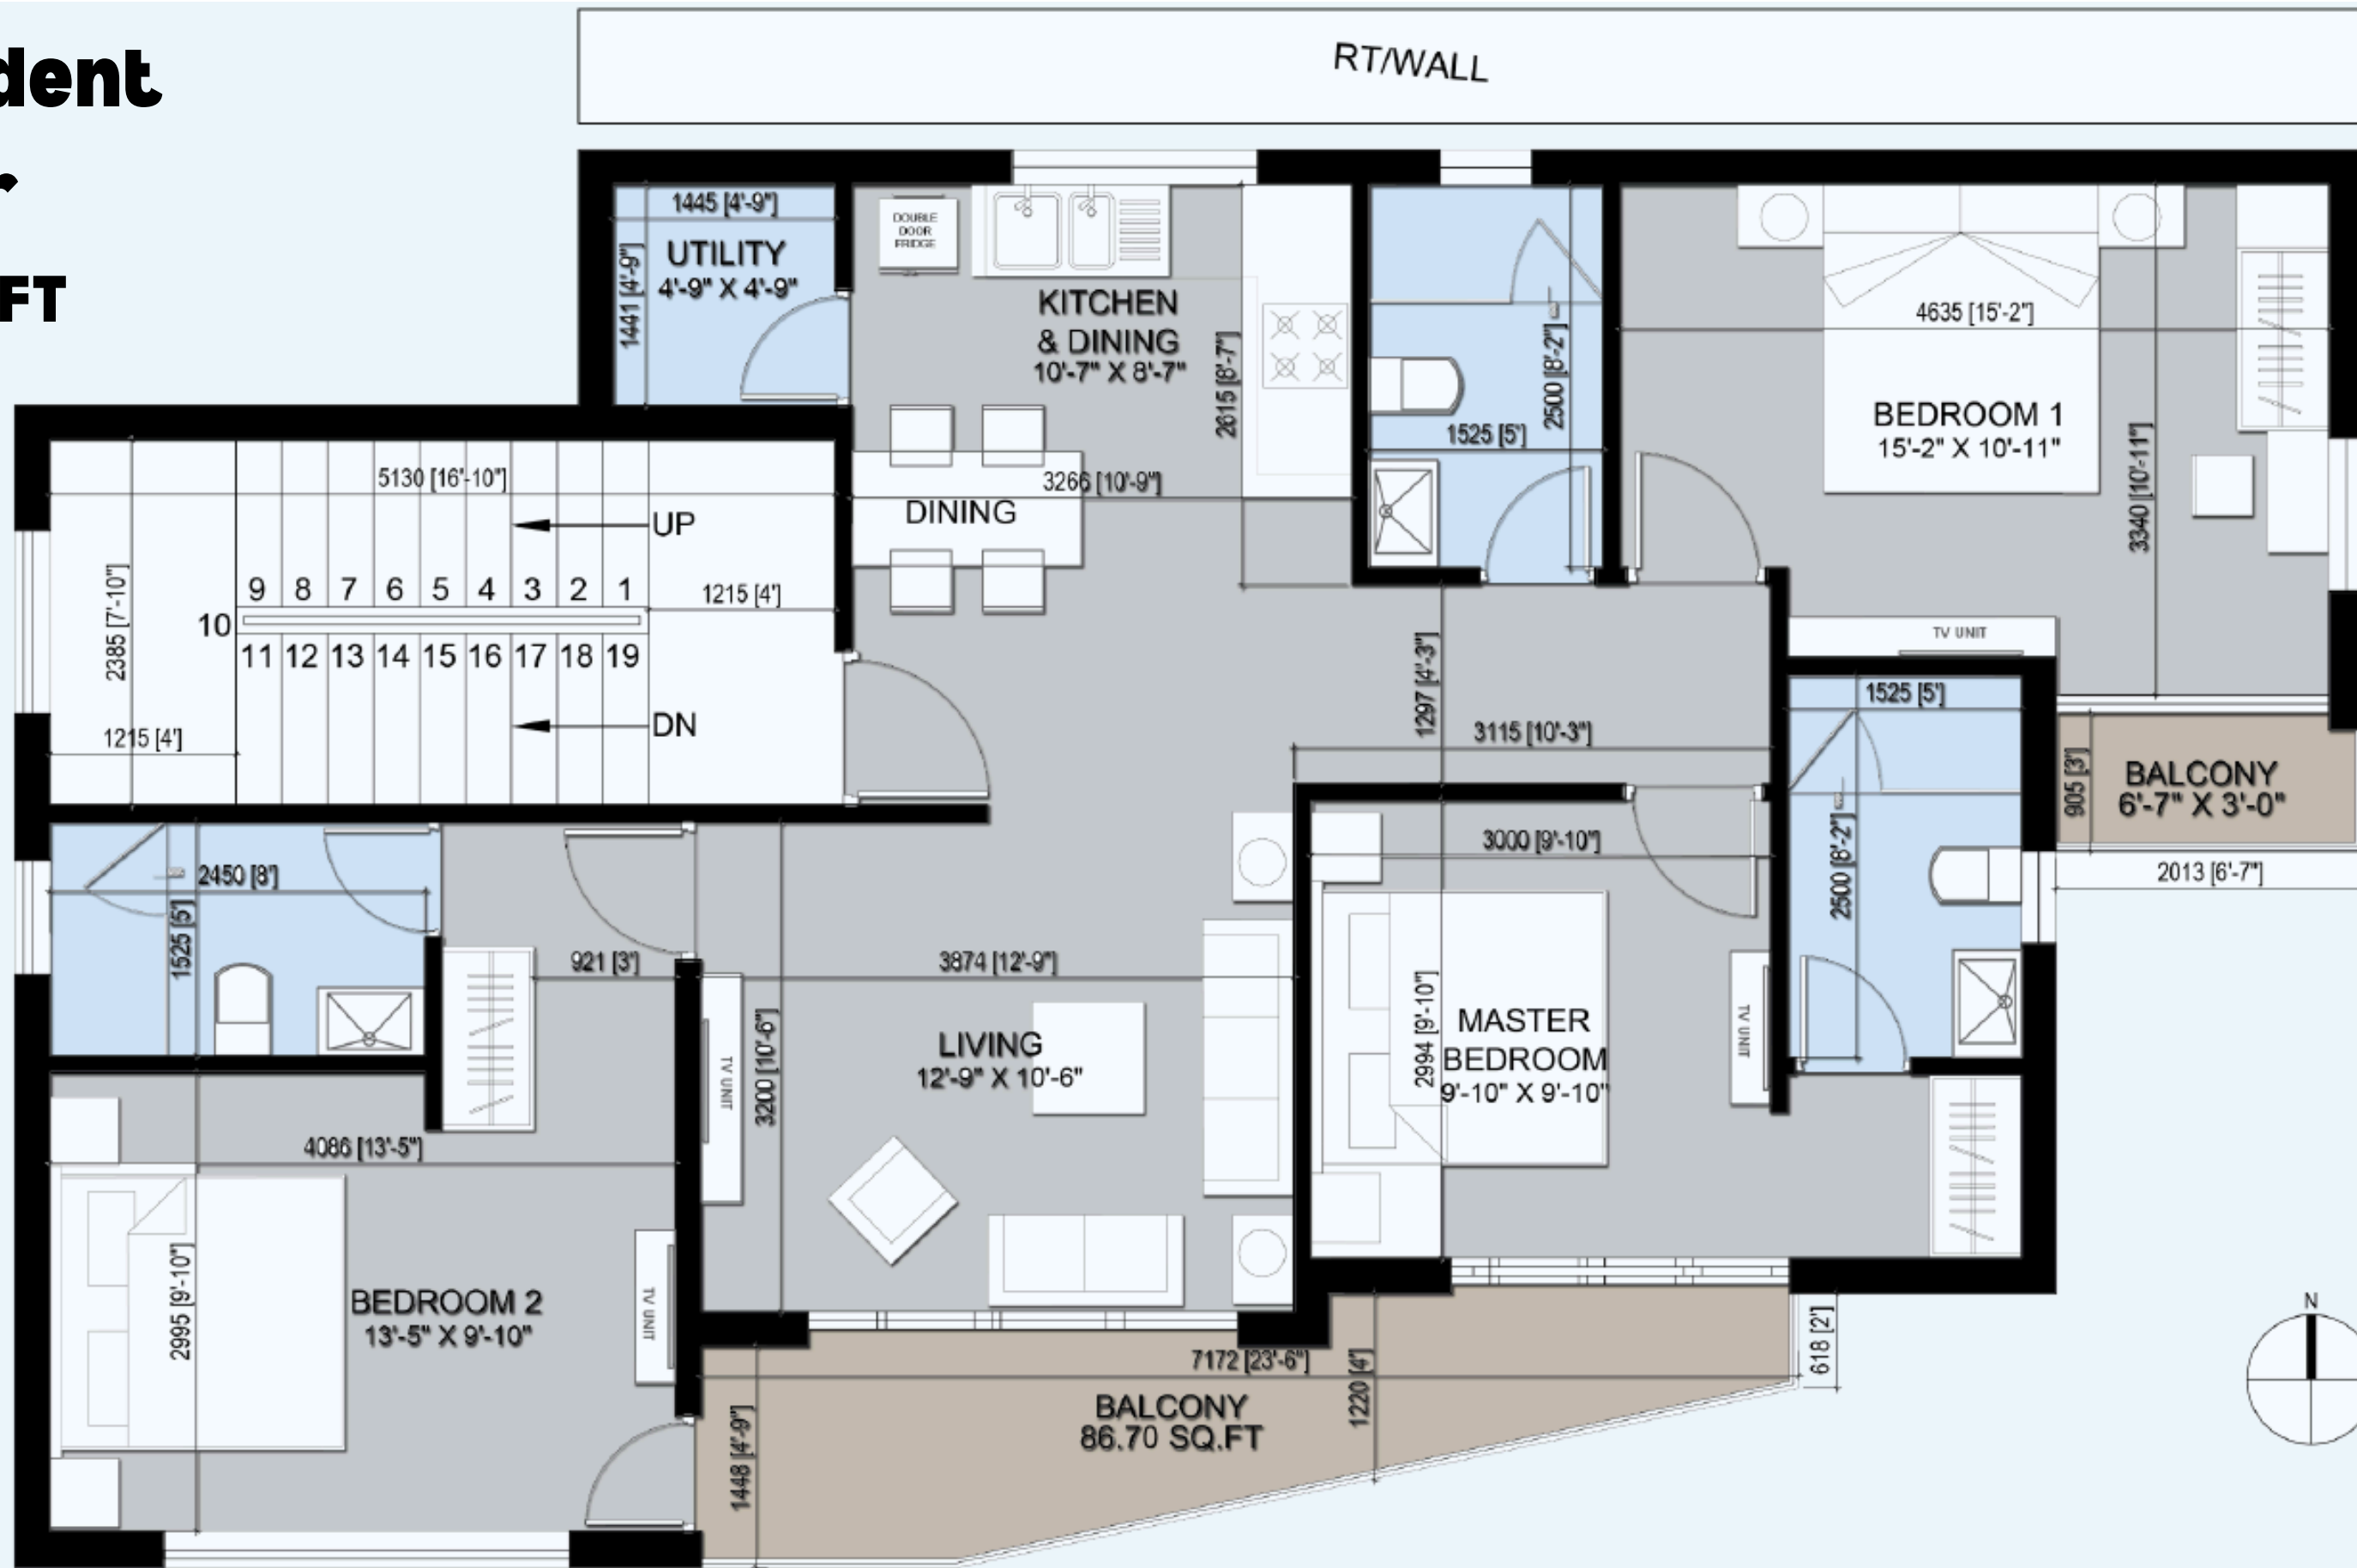 dent
r
FT
RT/WALL
1445 [4'-9"]
UTILITY
4'-9" X 4'-9"
1441 [4'-9"]
DOUBLE
DOOR
FRIDGE
KITCHEN
& DINING
10'-7" X 8'-7"
2615 [8'-7"]
3266 [10'-9"]
DINING
2500 [8'-2"]
1525 [5']
4635 [15'-2"]
BEDROOM 1
15'-2" X 10'-11"
3340 [10'-11"]
TV UNIT
5130 [16'-10"]
UP
9 8 7 6 5 4 3 2 1
10
11 12 13 14 15 16 17 18 19
1215 [4']
2385 [7'-10"]
DN
1215 [4']
1297 [4'-3"]
3115 [10'-3"]
1525 [5']
2500 [8'-2"]
905 [3']
BALCONY
6'-7" X 3'-0"
2013 [6'-7"]
2450 [8']
1525 [5']
921 [3']
3874 [12'-9"]
3200 [10'-6"]
TV UNIT
LIVING
12'-9" X 10'-6"
3000 [9'-10"]
2994 [9'-10"]
MASTER
BEDROOM
9'-10" X 9'-10"
TV UNIT
4086 [13'-5"]
2995 [9'-10"]
BEDROOM 2
13'-5" X 9'-10"
TV UNIT
7172 [23'-6"]
1220 [4']
618 [2']
BALCONY
86.70 SQ.FT
1448 [4'-9"]
N